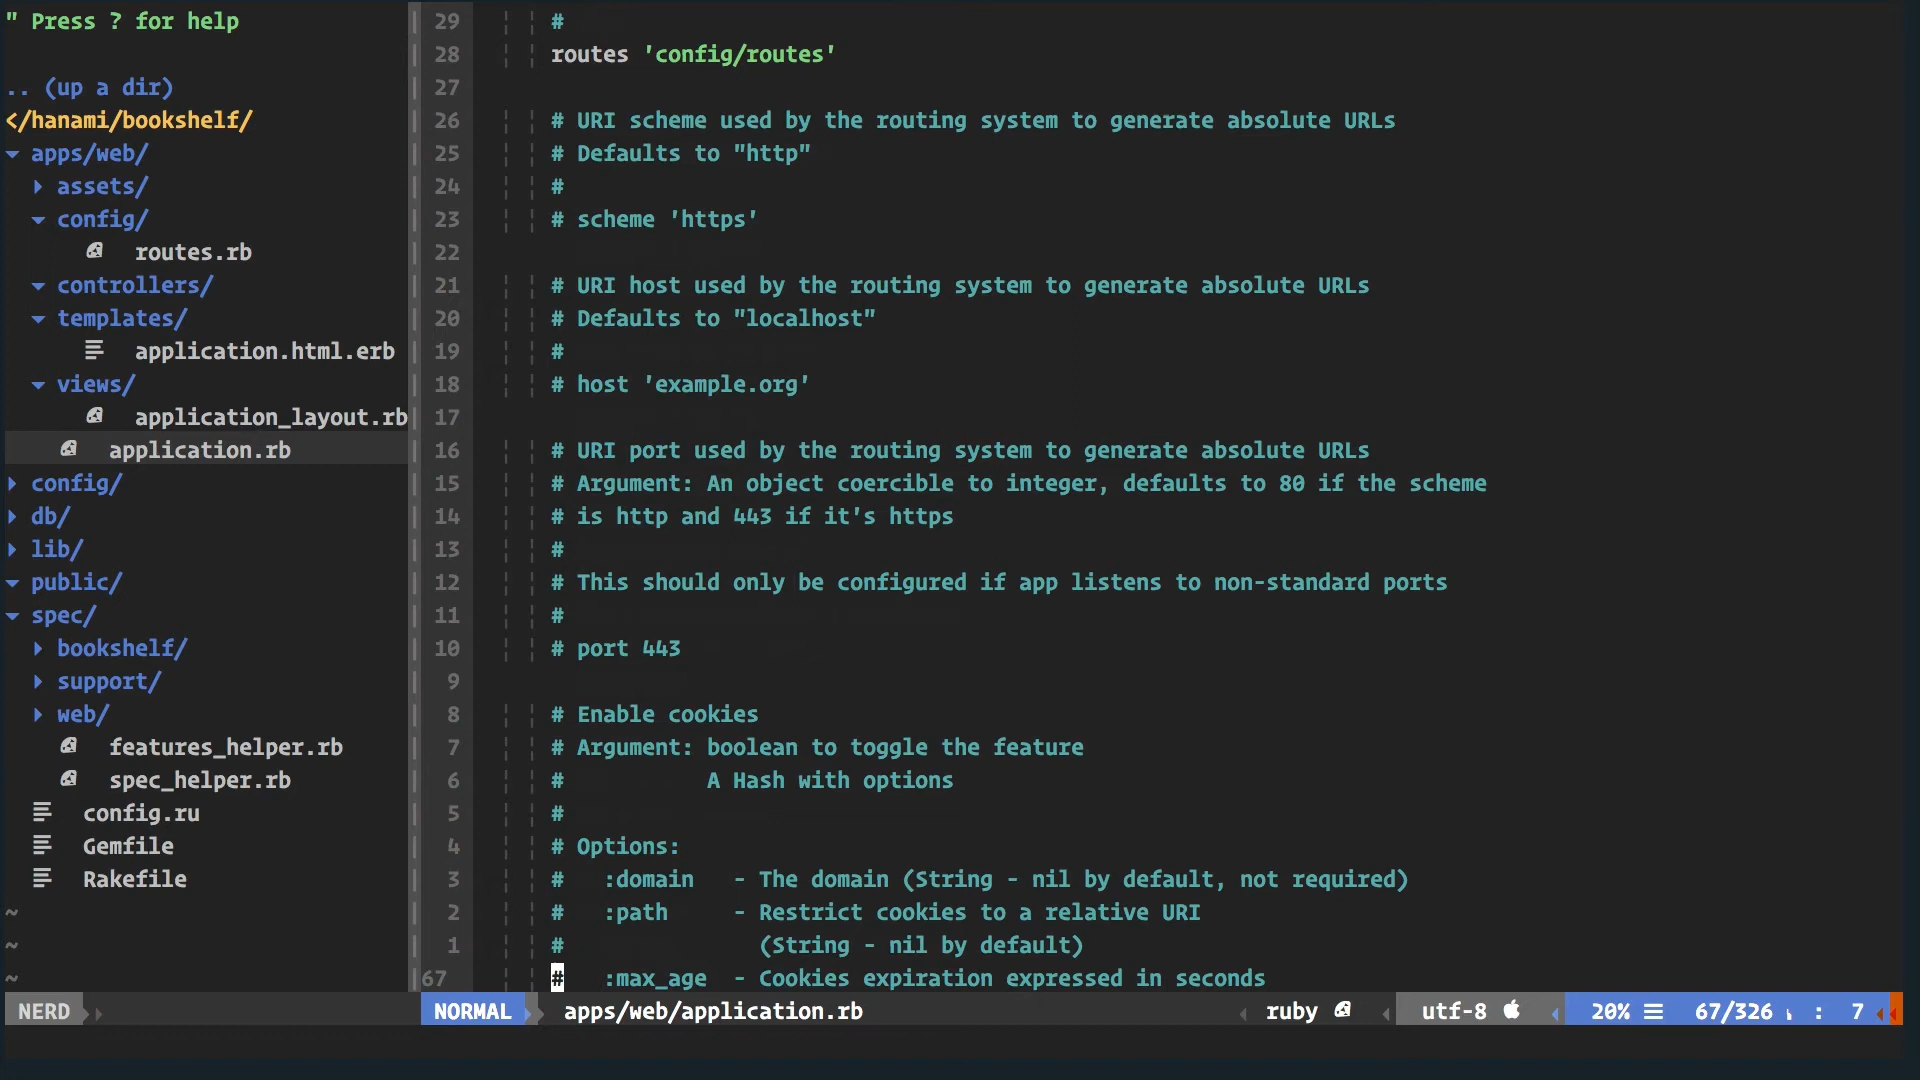 " Press ? for help
.. (up a dir)
</hanami/bookshelf/
apps/web/
assets/
config/
routes.rb
controllers/
templates/
application.html.erb
views/
application_layout.rb
application.rb
config/
db/
lib/
public/
spec/
bookshelf/
support/
web/
features_helper.rb
spec_helper.rb
config.ru
Gemfile
Rakefile
~
~
~
29 #
28 routes 'config/routes'
27
26 # URI scheme used by the routing system to generate absolute URLs
25 # Defaults to "http"
24 #
23 # scheme 'https'
22
21 # URI host used by the routing system to generate absolute URLs
20 # Defaults to "localhost"
19 #
18 # host 'example.org'
17
16 # URI port used by the routing system to generate absolute URLs
15 # Argument: An object coercible to integer, defaults to 80 if the scheme
14 # is http and 443 if it's https
13 #
12 # This should only be configured if app listens to non-standard ports
11 #
10 # port 443
9
8 # Enable cookies
7 # Argument: boolean to toggle the feature
6 #           A Hash with options
5 #
4 # Options:
3 #   :domain   - The domain (String - nil by default, not required)
2 #   :path     - Restrict cookies to a relative URI
1 #               (String - nil by default)
67 #   :max_age  - Cookies expiration expressed in seconds
NERD NORMAL apps/web/application.rb ruby utf-8 20% 67/326 : 7